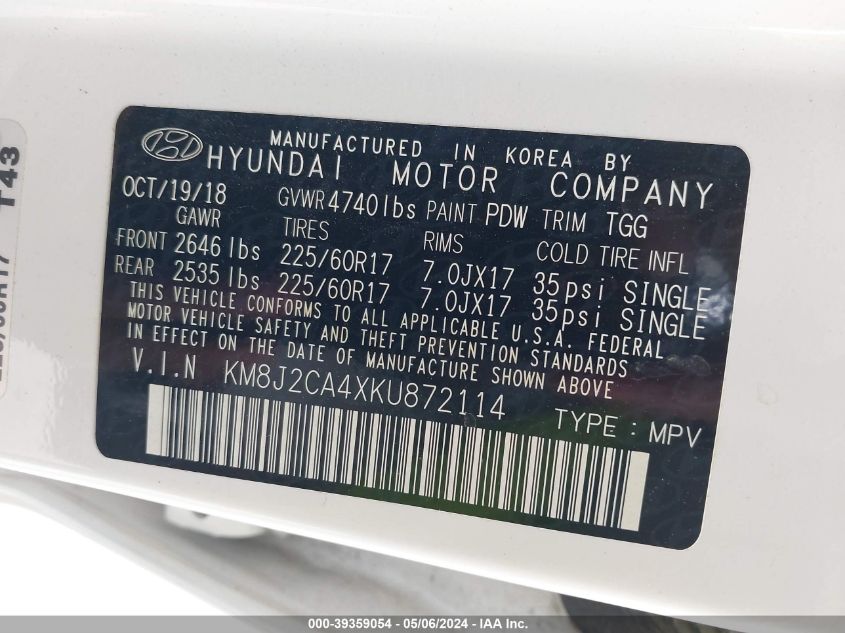 MANUFACTURED IN KOREA BY
HYUNDAI MOTOR COMPANY
OCT/19/18 GVWR 4740 lbs PAINT PDW TRIM TGG
GAWR TIRES RIMS COLD TIRE INFL
FRONT 2646 lbs 225/60R17 7.0JX17 35psi SINGLE
REAR 2535 lbs 225/60R17 7.0JX17 35psi SINGLE
THIS VEHICLE CONFORMS TO ALL APPLICABLE U.S.A. FEDERAL
MOTOR VEHICLE SAFETY AND THEFT PREVENTION STANDARDS
IN EFFECT ON THE DATE OF MANUFACTURE SHOWN ABOVE
V.I.N KM8J2CA4XKU872114
TYPE : MPV
T43
000-39359054 - 05/06/2024 - IAA Inc.